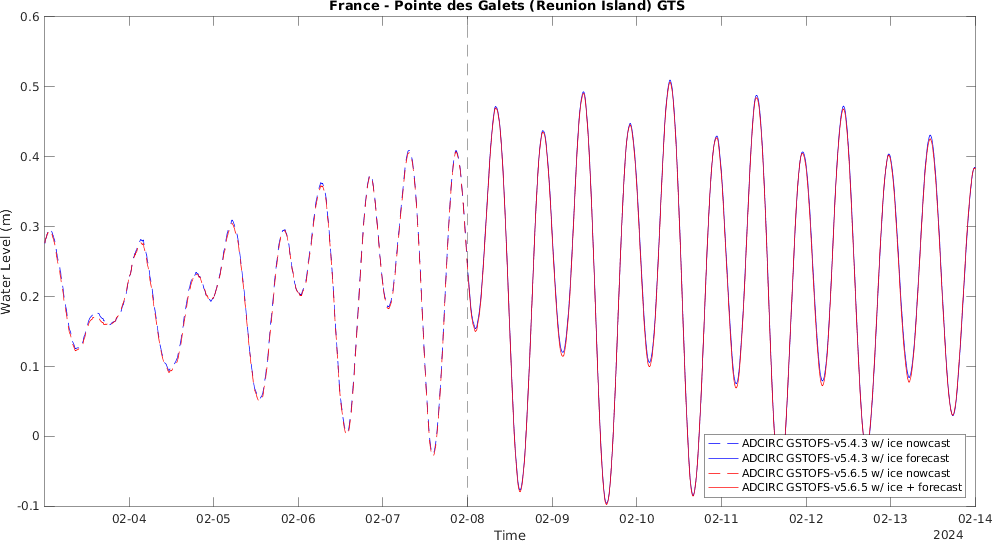 France - Pointe des Galets (Reunion Island) GTS
0.6
0.5
0.4
0.3
0.2
0.1
0
-0.1
Water Level (m)
ADCIRC GSTOFS-v5.4.3 w/ ice nowcast
ADCIRC GSTOFS-v5.4.3 w/ ice forecast
ADCIRC GSTOFS-v5.6.5 w/ ice nowcast
ADCIRC GSTOFS-v5.6.5 w/ ice + forecast
02-04 02-05 02-06 02-07 02-08 02-09 02-10 02-11 02-12 02-13 02-14
Time
2024